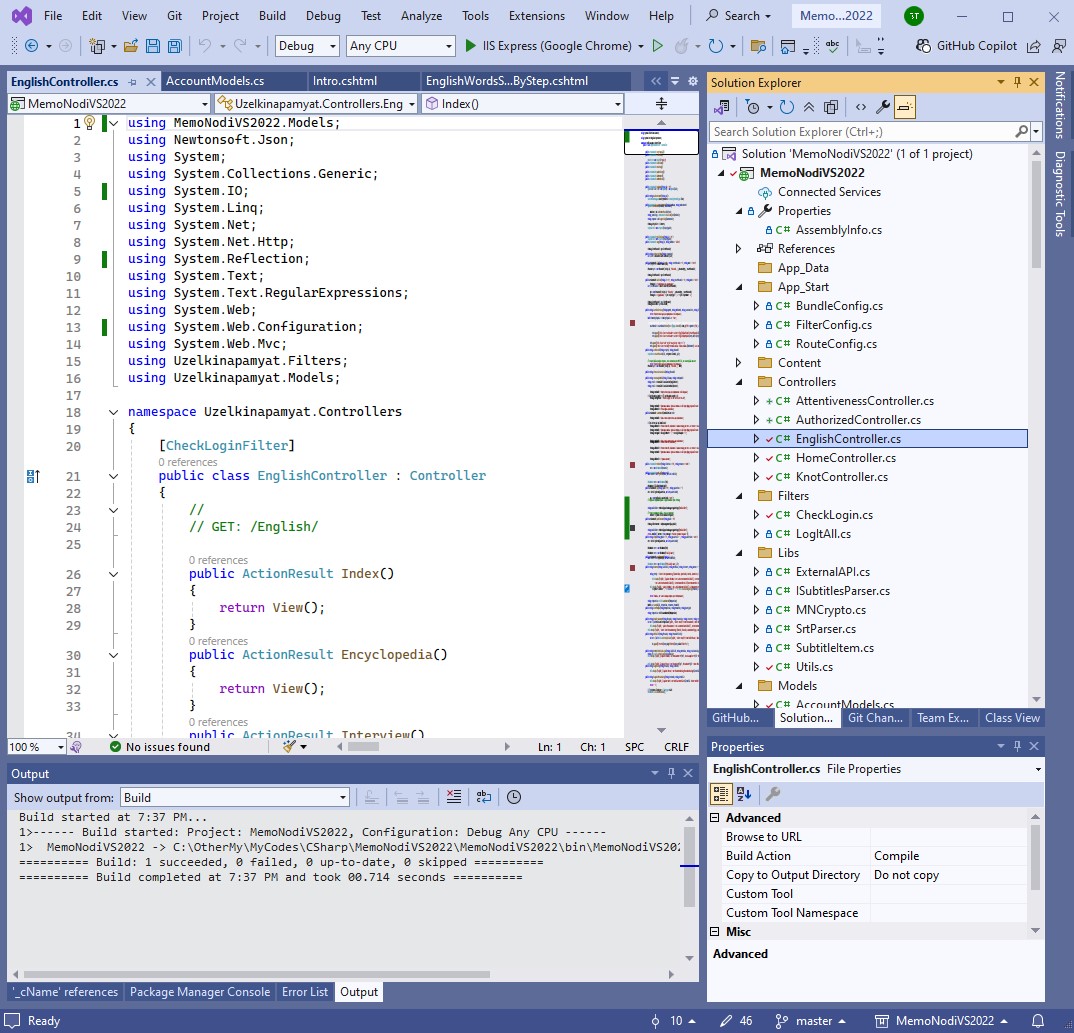 File Edit View Git Project Build Debug Test Analyze Tools Extensions Window Help Search Memo...2022 TT
Debug Any CPU IIS Express (Google Chrome) GitHub Copilot
EnglishController.cs AccountModels.cs Intro.cshtml EnglishWordsS...ByStep.cshtml
MemoNodiVS2022 Uzelkinapamyat.Controllers.Eng Index()
1 using MemoNodiVS2022.Models;
2 using Newtonsoft.Json;
3 using System;
4 using System.Collections.Generic;
5 using System.IO;
6 using System.Linq;
7 using System.Net;
8 using System.Net.Http;
9 using System.Reflection;
10 using System.Text;
11 using System.Text.RegularExpressions;
12 using System.Web;
13 using System.Web.Configuration;
14 using System.Web.Mvc;
15 using Uzelkinapamyat.Filters;
16 using Uzelkinapamyat.Models;
17
18 namespace Uzelkinapamyat.Controllers
19 {
20 [CheckLoginFilter]
0 references
21 public class EnglishController : Controller
22 {
23 //
24 // GET: /English/
25
0 references
26 public ActionResult Index()
27 {
28 return View();
29 }
0 references
30 public ActionResult Encyclopedia()
31 {
32 return View();
33 }
0 references
34 public ActionResult Interview()
100 % No issues found Ln: 1 Ch: 1 SPC CRLF
Output
Show output from: Build
Build started at 7:37 PM...
1>------ Build started: Project: MemoNodiVS2022, Configuration: Debug Any CPU ------
1> MemoNodiVS2022 -> C:\OtherMy\MyCodes\CSharp\MemoNodiVS2022\MemoNodiVS2022\bin\MemoNodiVS202
========== Build: 1 succeeded, 0 failed, 0 up-to-date, 0 skipped ==========
========== Build completed at 7:37 PM and took 00.714 seconds ==========
'_cName' references Package Manager Console Error List Output
Solution Explorer
Search Solution Explorer (Ctrl+;)
Solution 'MemoNodiVS2022' (1 of 1 project)
MemoNodiVS2022
Connected Services
Properties
C# AssemblyInfo.cs
References
App_Data
App_Start
C# BundleConfig.cs
C# FilterConfig.cs
C# RouteConfig.cs
Content
Controllers
C# AttentivenessController.cs
C# AuthorizedController.cs
C# EnglishController.cs
C# HomeController.cs
C# KnotController.cs
Filters
C# CheckLogin.cs
C# LogItAll.cs
Libs
C# ExternalAPI.cs
C# ISubtitlesParser.cs
C# MNCrypto.cs
C# SrtParser.cs
C# SubtitleItem.cs
C# Utils.cs
Models
C# AccountModels.cs
GitHub... Solution... Git Chan... Team Ex... Class View
Properties
EnglishController.cs File Properties
Advanced
Browse to URL
Build Action Compile
Copy to Output Directory Do not copy
Custom Tool
Custom Tool Namespace
Misc
Advanced
Notifications
Diagnostic Tools
Ready 10 46 master MemoNodiVS2022